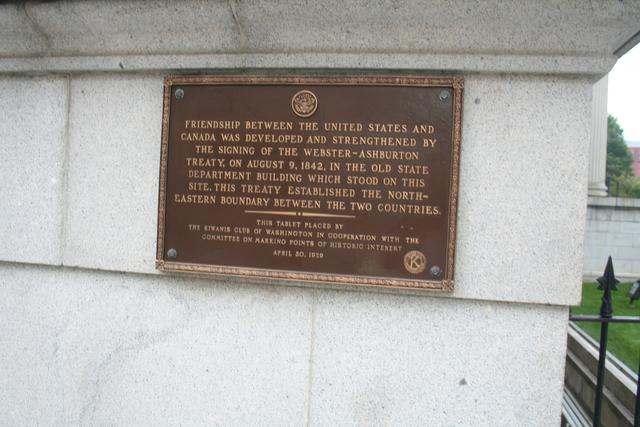 FRIENDSHIP BETWEEN THE UNITED STATES AND
CANADA WAS DEVELOPED AND STRENGTHENED BY
THE SIGNING OF THE WEBSTER-ASHBURTON
TREATY, ON AUGUST 9, 1842, IN THE OLD STATE
DEPARTMENT BUILDING WHICH STOOD ON THIS
SITE. THIS TREATY ESTABLISHED THE NORTH-
EASTERN BOUNDARY BETWEEN THE TWO COUNTRIES.
THIS TABLET PLACED BY
THE KIWANIS CLUB OF WASHINGTON IN COOPERATION WITH THE
COMMITTEE ON MARKING POINTS OF HISTORIC INTEREST
APRIL 30, 1929
K